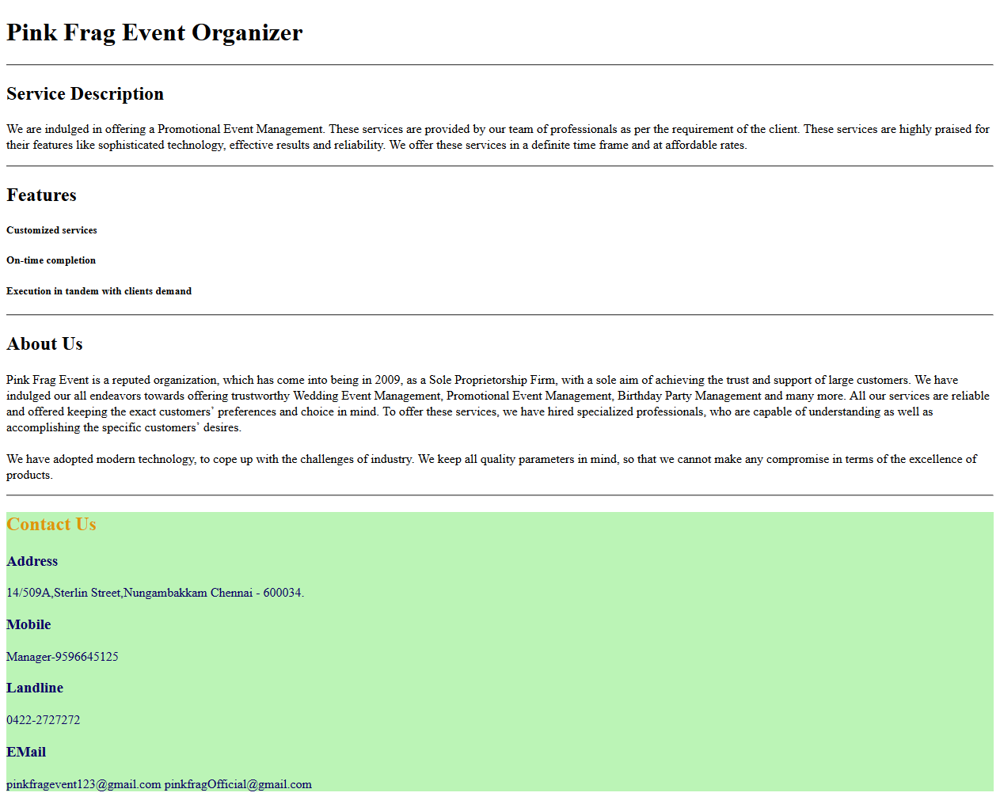 Pink Frag Event Organizer
Service Description
We are indulged in offering a Promotional Event Management. These services are provided by our team of professionals as per the requirement of the client. These services are highly praised for
their features like sophisticated technology, effective results and reliability. We offer these services in a definite time frame and at affordable rates.
Features
Customized services
On-time completion
Execution in tandem with clients demand
About Us
Pink Frag Event is a reputed organization, which has come into being in 2009, as a Sole Proprietorship Firm, with a sole aim of achieving the trust and support of large customers. We have
indulged our all endeavors towards offering trustworthy Wedding Event Management, Promotional Event Management, Birthday Party Management and many more. All our services are reliable
and offered keeping the exact customers’ preferences and choice in mind. To offer these services, we have hired specialized professionals, who are capable of understanding as well as
accomplishing the specific customers’ desires.
We have adopted modern technology, to cope up with the challenges of industry. We keep all quality parameters in mind, so that we cannot make any compromise in terms of the excellence of
products.
Contact Us
Address
14/509A,Sterlin Street,Nungambakkam Chennai - 600034.
Mobile
Manager-9596645125
Landline
0422-2727272
EMail
pinkfragevent123@gmail.com pinkfragOfficial@gmail.com